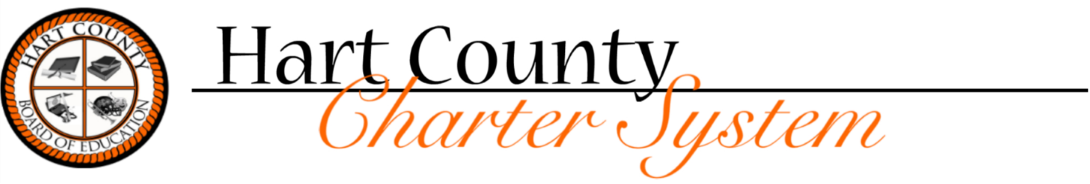 HART COUNTY
BOARD OF EDUCATION
Hart County
Charter System